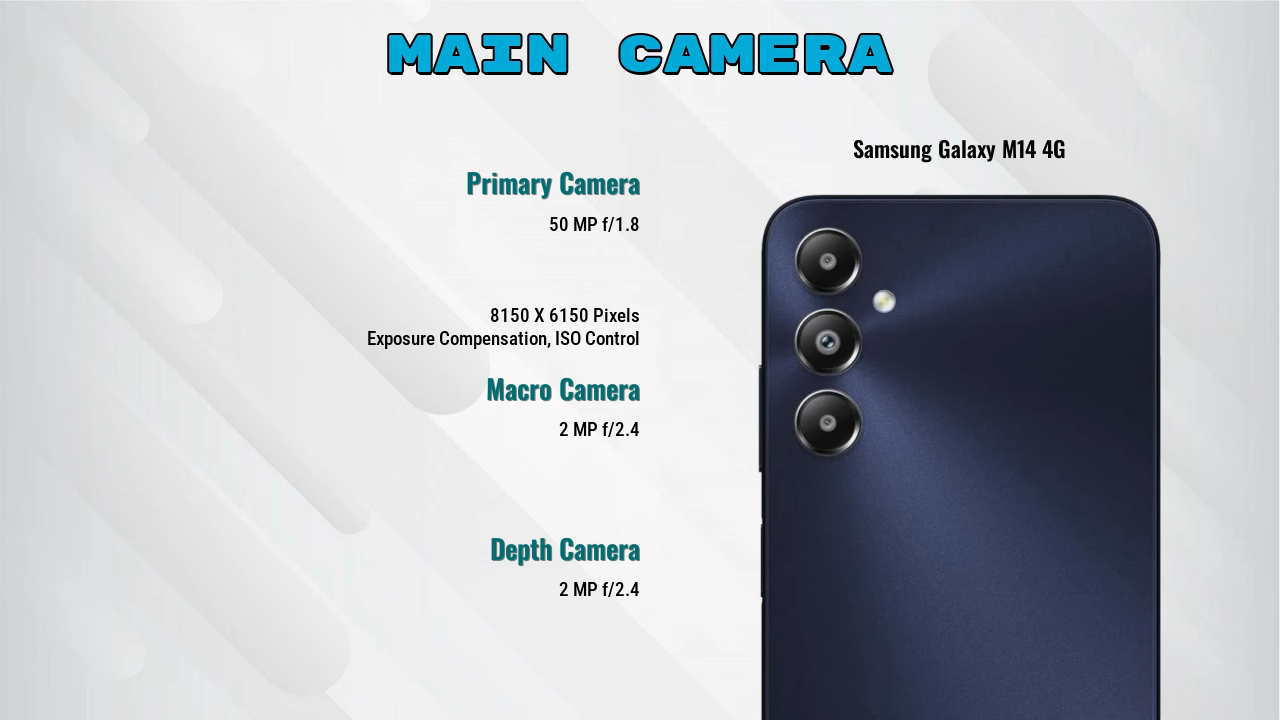 MAIN CAMERA
Samsung Galaxy M14 4G
Primary Camera
50 MP f/1.8
8150 X 6150 Pixels
Exposure Compensation, ISO Control
Macro Camera
2 MP f/2.4
Depth Camera
2 MP f/2.4